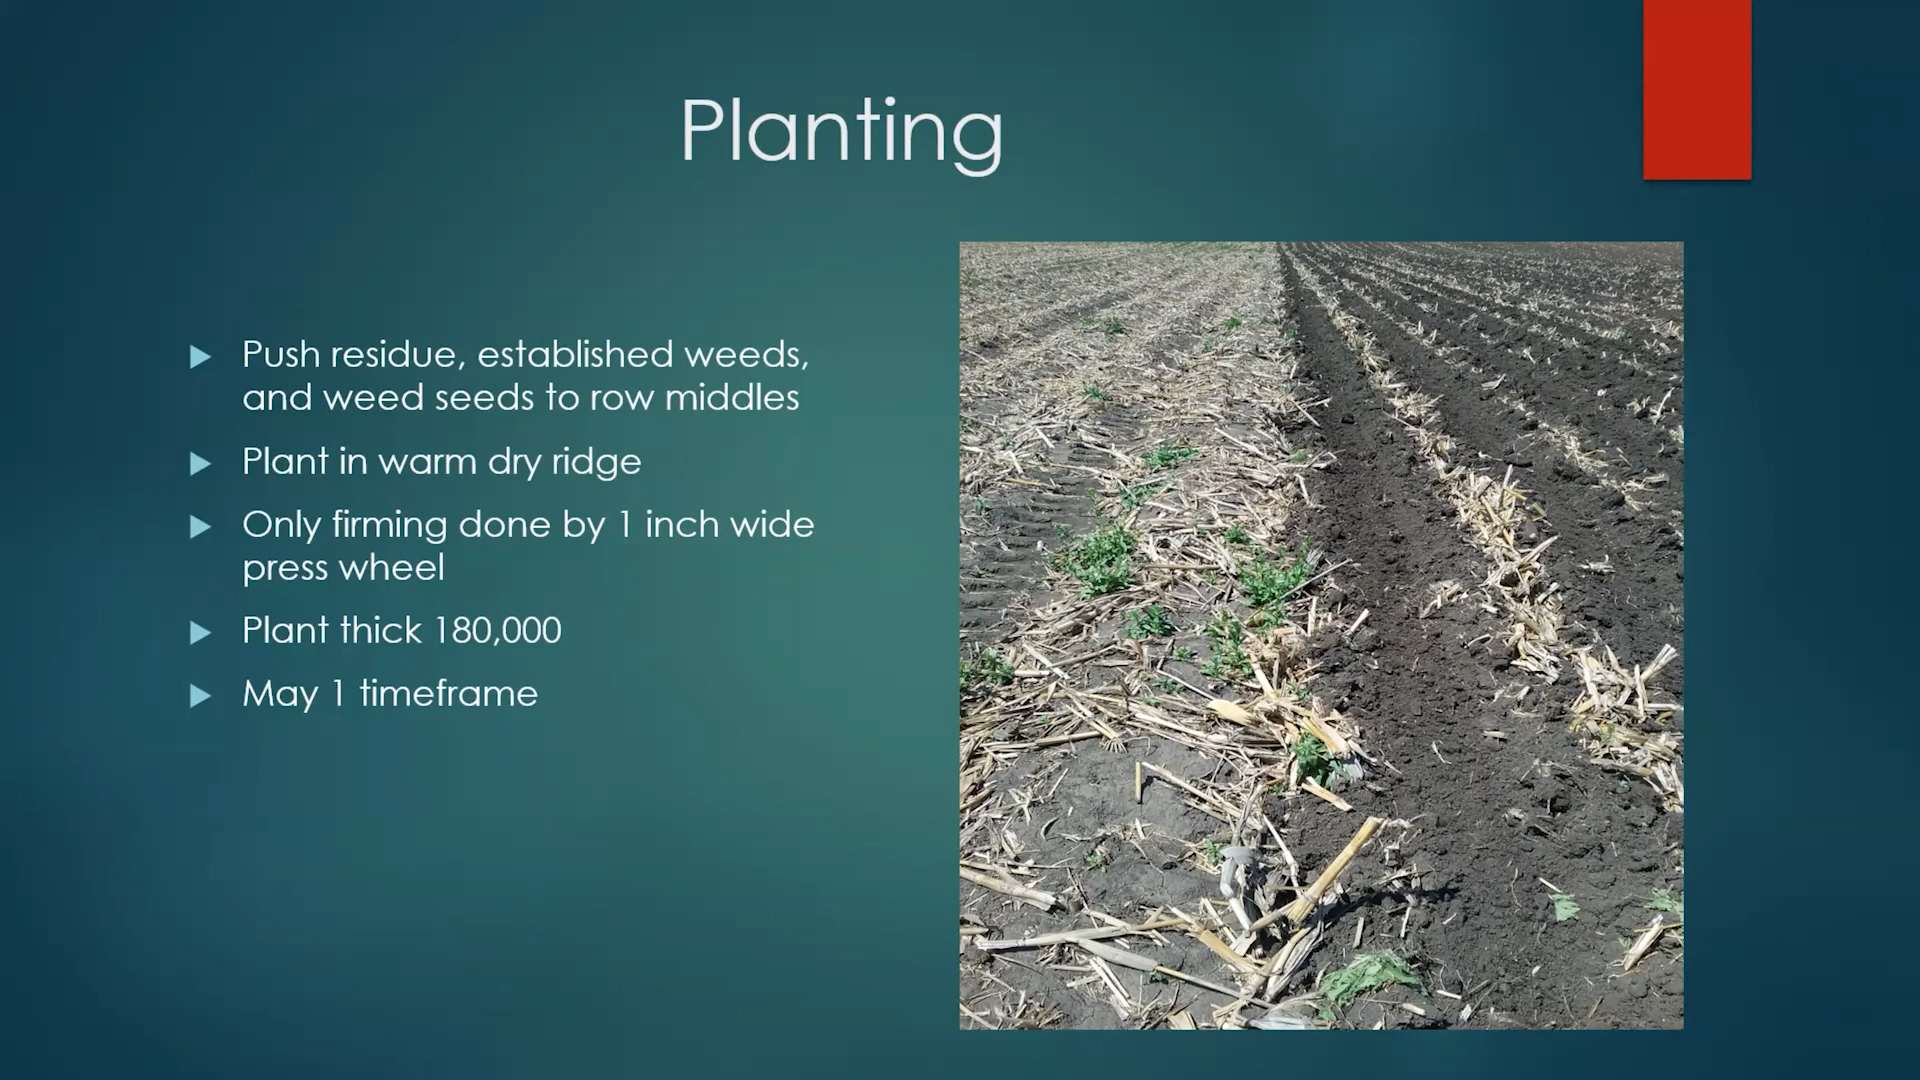 Planting
Push residue, established weeds,
and weed seeds to row middles
Plant in warm dry ridge
Only firming done by 1 inch wide
press wheel
Plant thick 180,000
May 1 timeframe